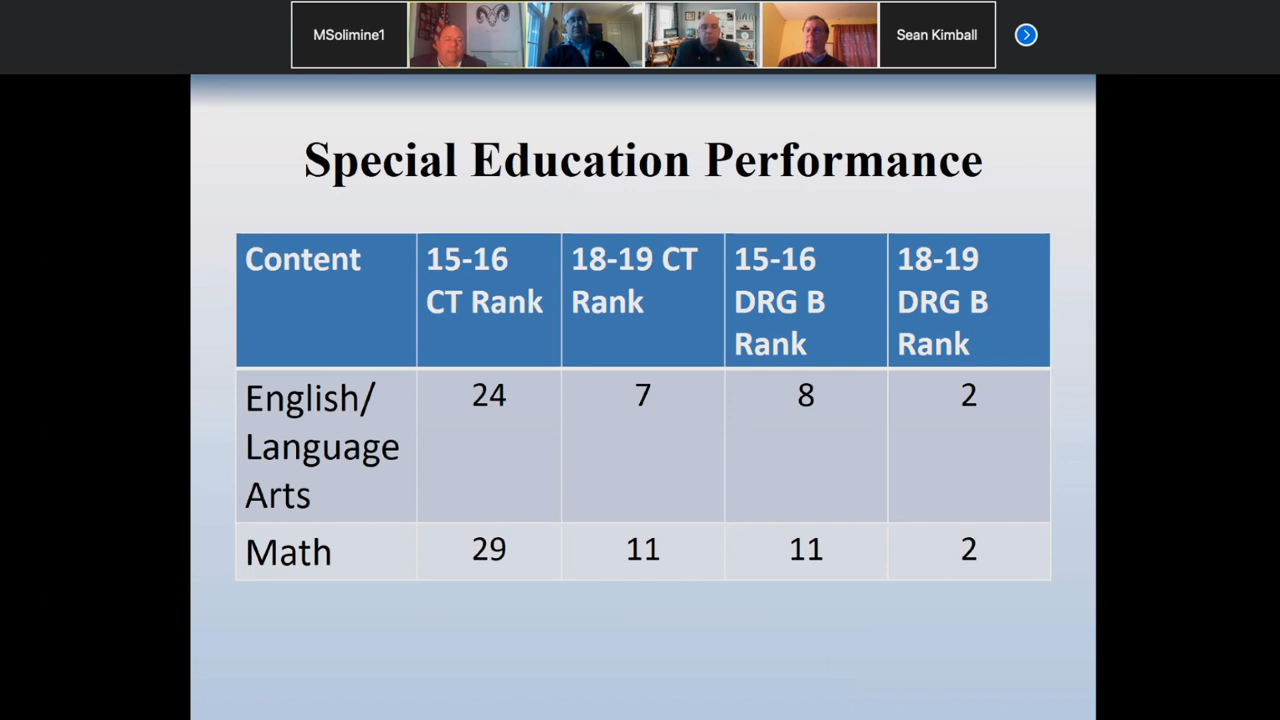 MSolimine1
Sean Kimball
Special Education Performance
Content
15-16
CT Rank
18-19 CT
Rank
15-16
DRG B
Rank
18-19
DRG B
Rank
English/
Language
Arts
24
7
8
2
Math
29
11
11
2